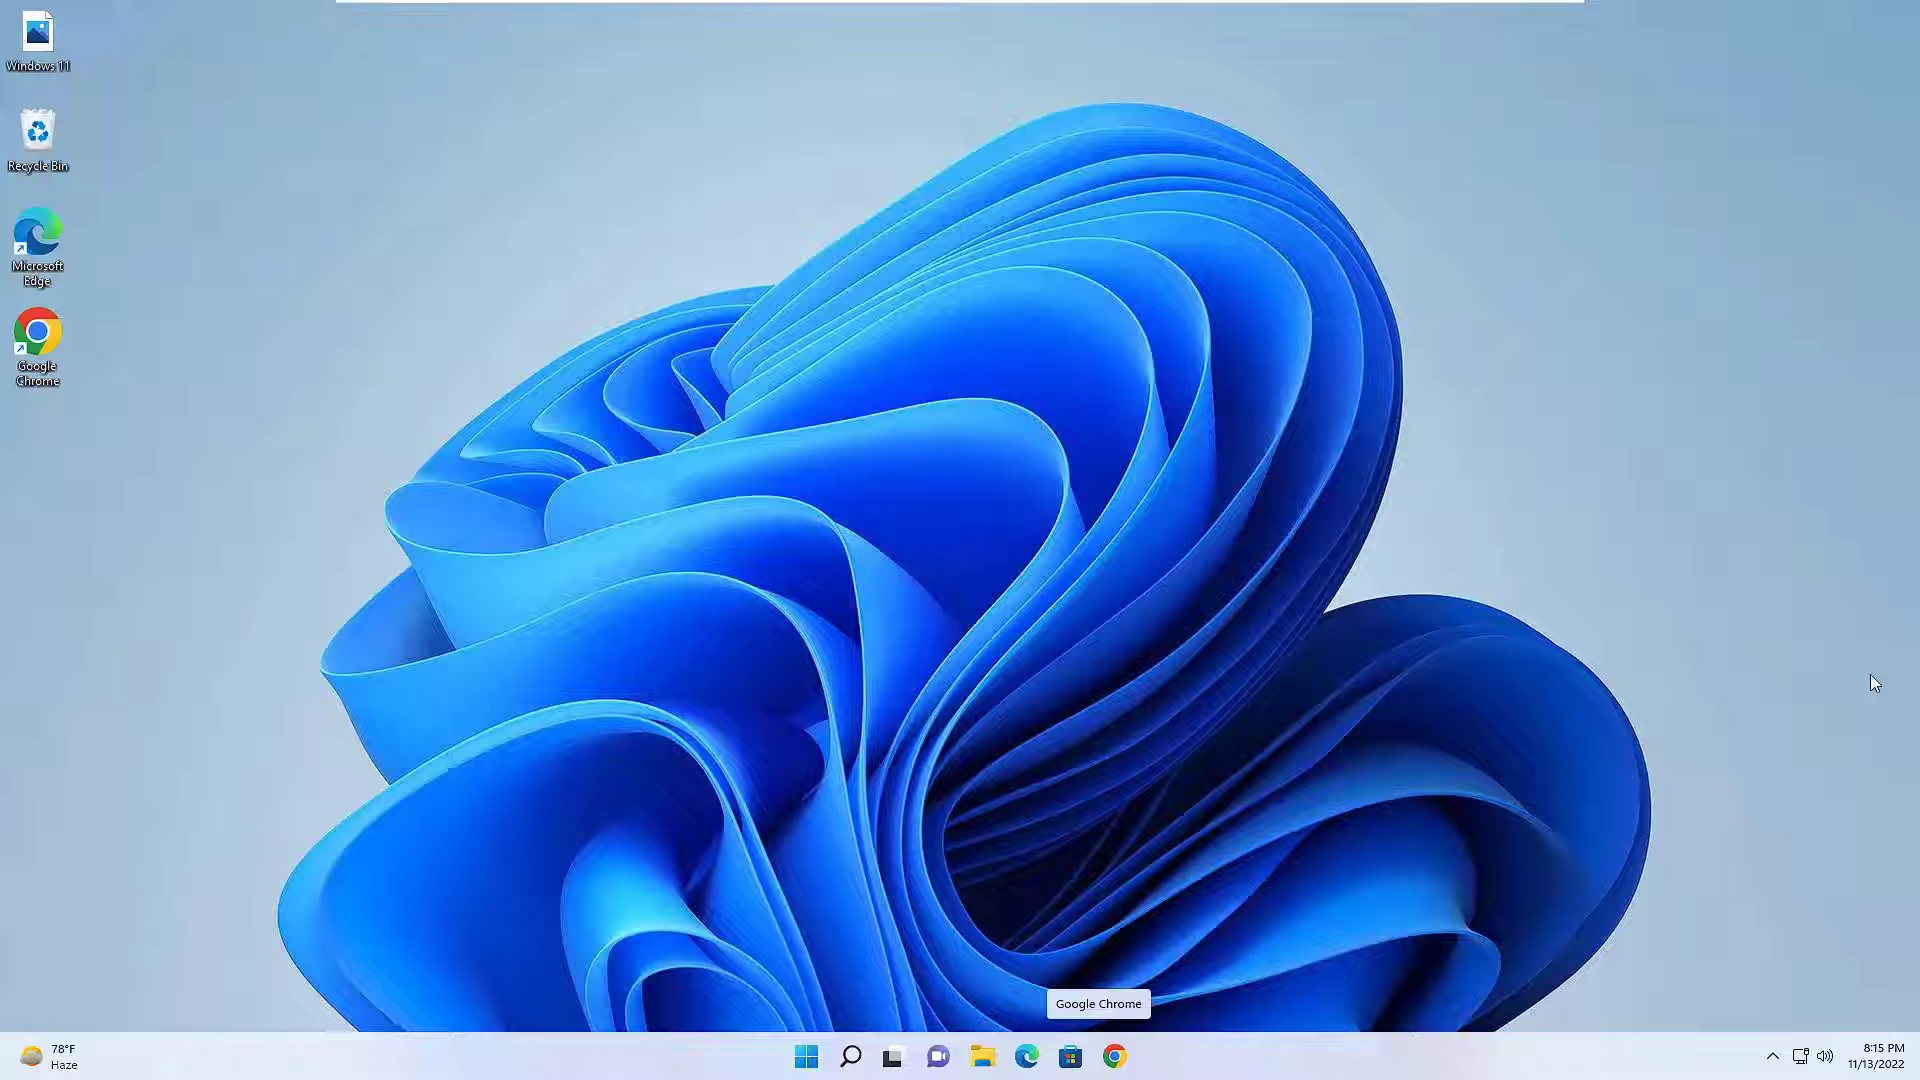 Windows 11
Recycle Bin
Microsoft
Edge
Google
Chrome
Google Chrome
78°F
Haze
8:15 PM
11/13/2022